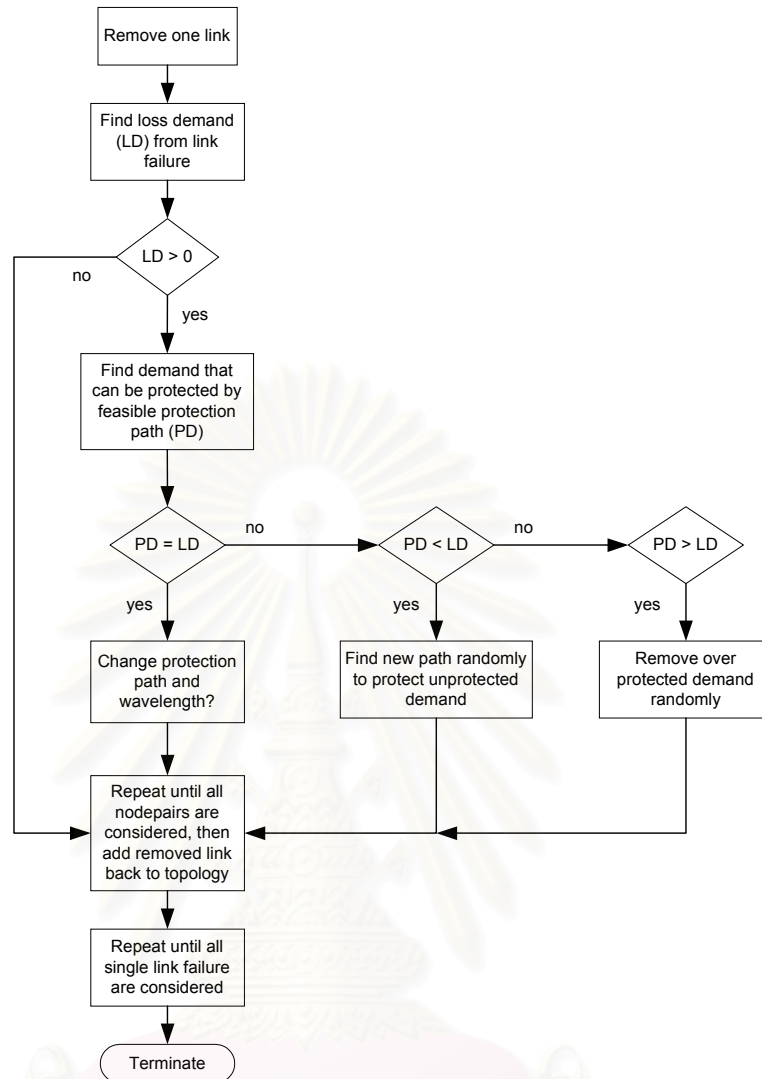 Remove one link
Find loss demand
(LD) from link
failure
LD > 0
no
yes
Find demand that
can be protected by
feasible protection
path (PD)
PD = LD
no
PD < LD
no
PD > LD
yes
yes
yes
Change protection
path and
wavelength?
Find new path randomly
to protect unprotected
demand
Remove over
protected demand
randomly
Repeat until all
nodepairs are
considered, then
add removed link
back to topology
Repeat until all
single link failure
are considered
Terminate